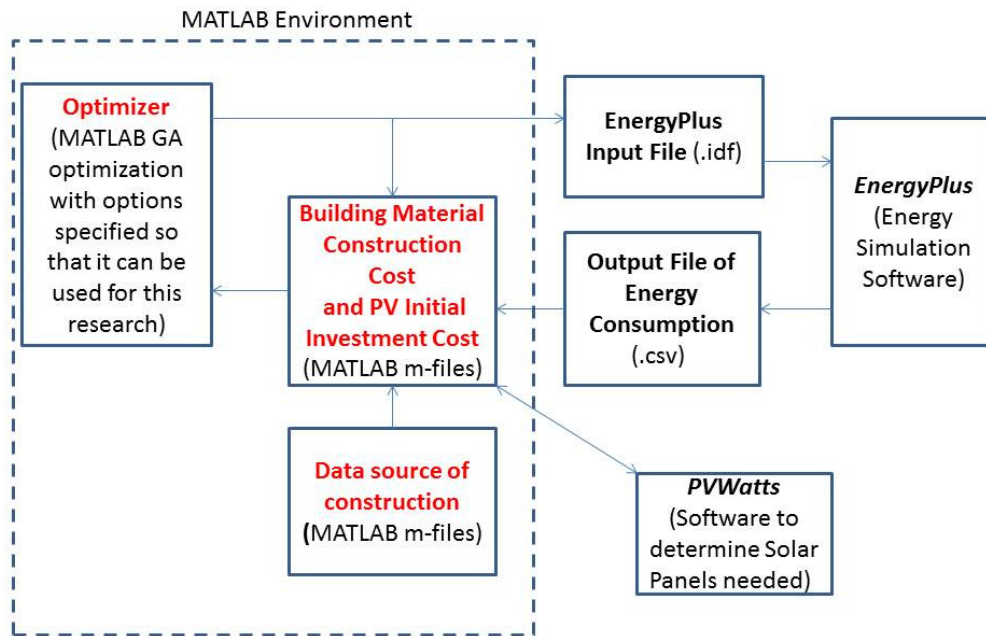 MATLAB Environment
Optimizer
(MATLAB GA
optimization
with options
specified so
that it can be
used for this
research)
EnergyPlus
Input File (.idf)
EnergyPlus
(Energy
Simulation
Software)
Building Material
Construction
Cost
and PV Initial
Investment Cost
(MATLAB m-files)
Output File of
Energy
Consumption
(.csv)
Data source of
construction
(MATLAB m-files)
PVWatts
(Software to
determine Solar
Panels needed)